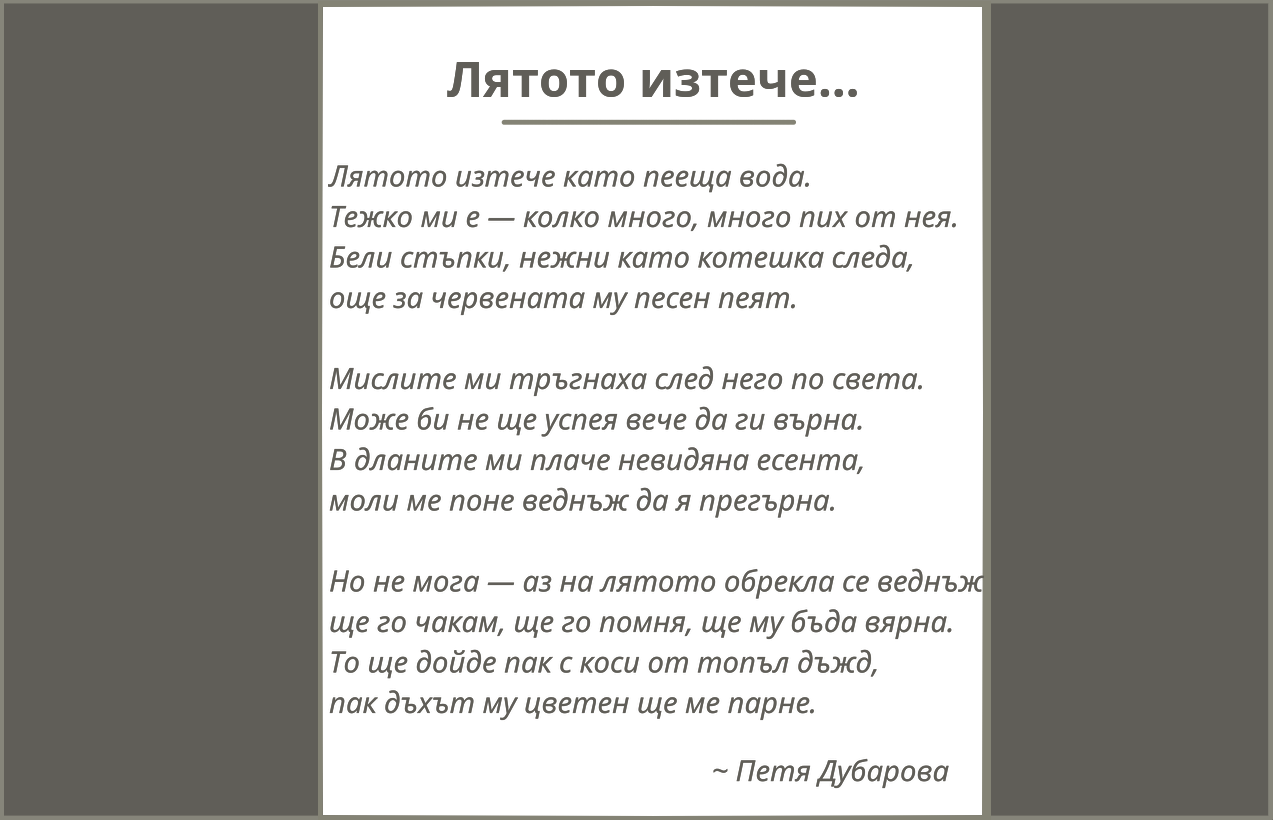 Лятото изтече...
Лятото изтече като пееща вода.
Тежко ми е — колко много, много пих от нея.
Бели стъпки, нежни като котешка следа,
още за червената му песен пеят.
Мислите ми тръгнаха след него по света.
Може би не ще успея вече да ги върна.
В дланите ми плаче невидяна есента,
моли ме поне веднъж да я прегърна.
Но не мога — аз на лятото обрекла се веднъж
ще го чакам, ще го помня, ще му бъда вярна.
То ще дойде пак с коси от топъл дъжд,
пак дъхът му цветен ще ме парне.
~ Петя Дубарова